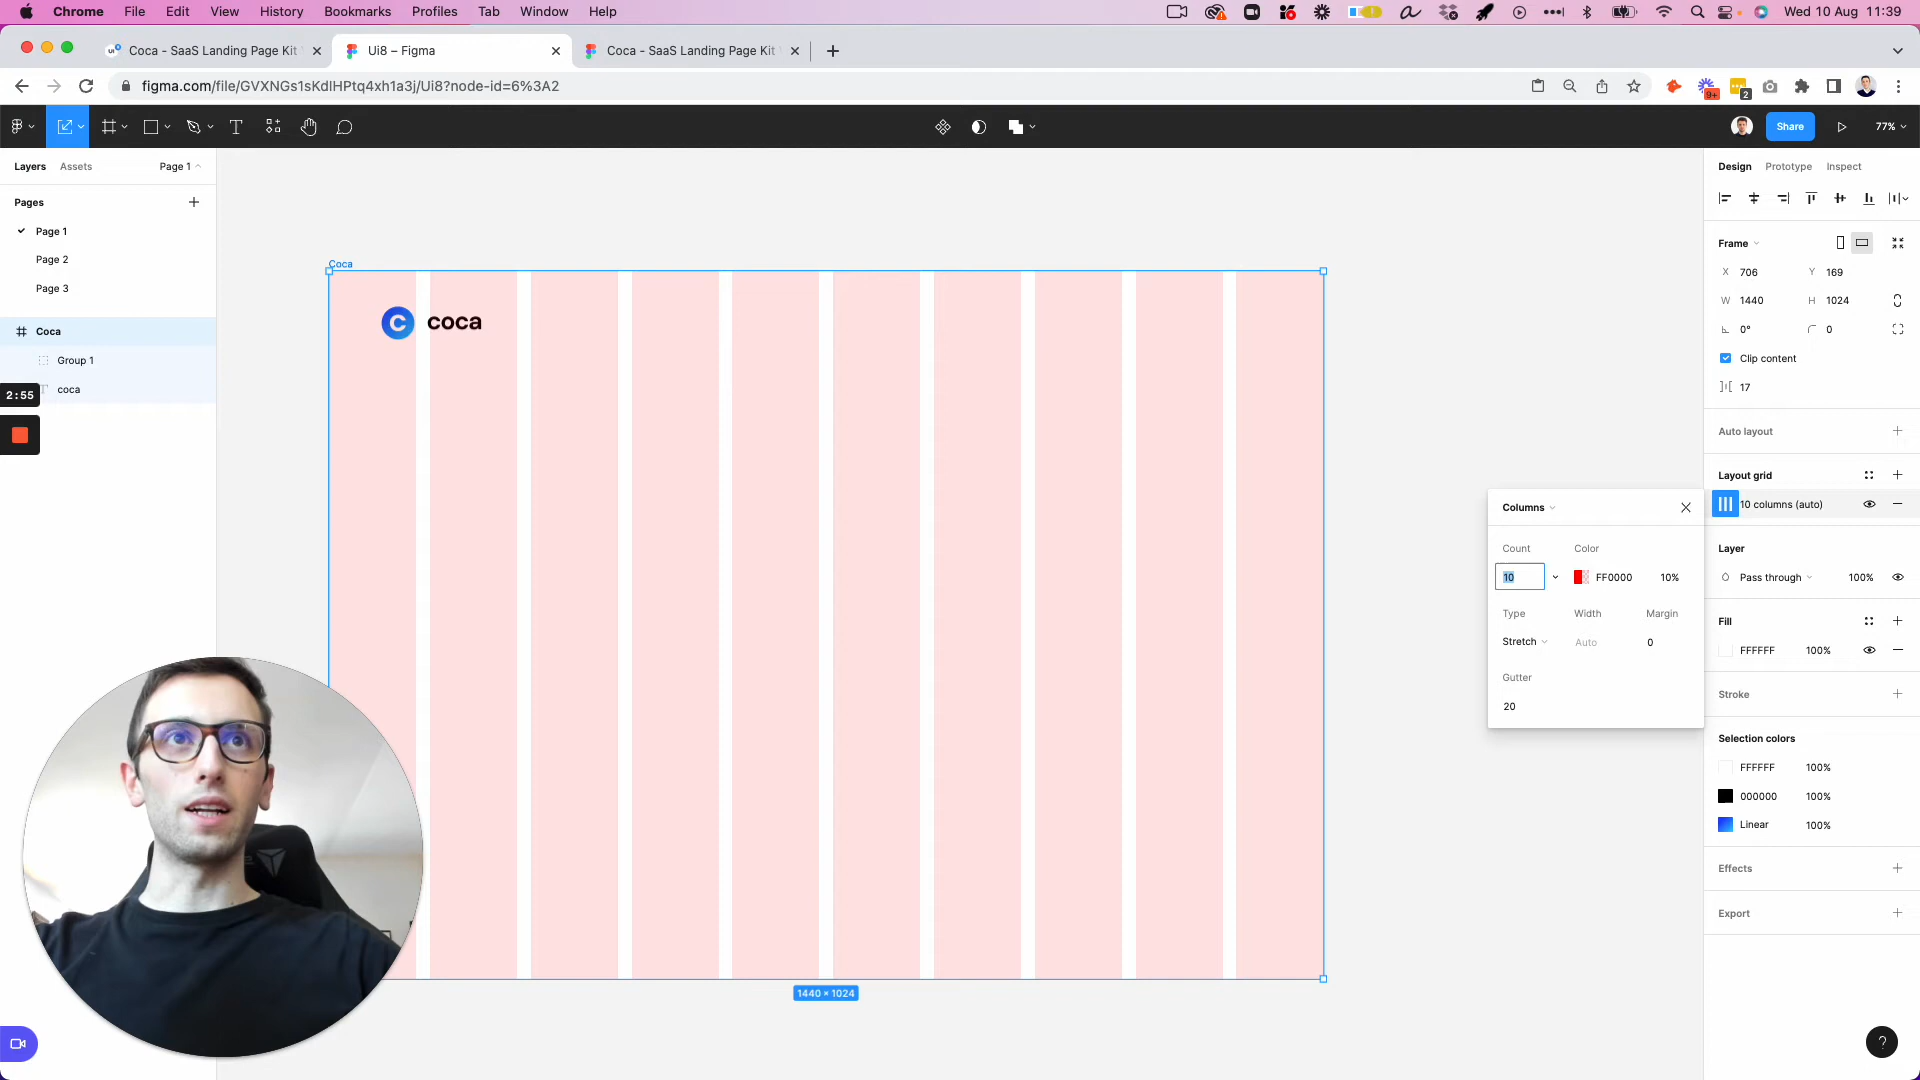 Chrome File Edit View History Bookmarks Profiles Tab Window Help Wed 10 Aug 11:39
Coca - SaaS Landing Page Kit
Ui8 – Figma
Coca - SaaS Landing Page Kit
figma.com/file/GVXNGs1sKdlHPtq4xh1a3j/Ui8?node-id=6%3A2
9+
2
Share
77%
Layers Assets Page 1
Design Prototype Inspect
Pages
Page 1
Page 2
Page 3
Coca
Group 1
coca
2:55
Coca
C coca
1440 × 1024
Frame
X 706 Y 169
W 1440 H 1024
0° 0
Clip content
17
Auto layout
Layout grid
10 columns (auto)
Columns
Count Color
10 FF0000 10%
Type Width Margin
Stretch Auto 0
Gutter
20
Layer
Pass through 100%
Fill
FFFFFF 100%
Stroke
Selection colors
FFFFFF 100%
000000 100%
Linear 100%
Effects
Export
?